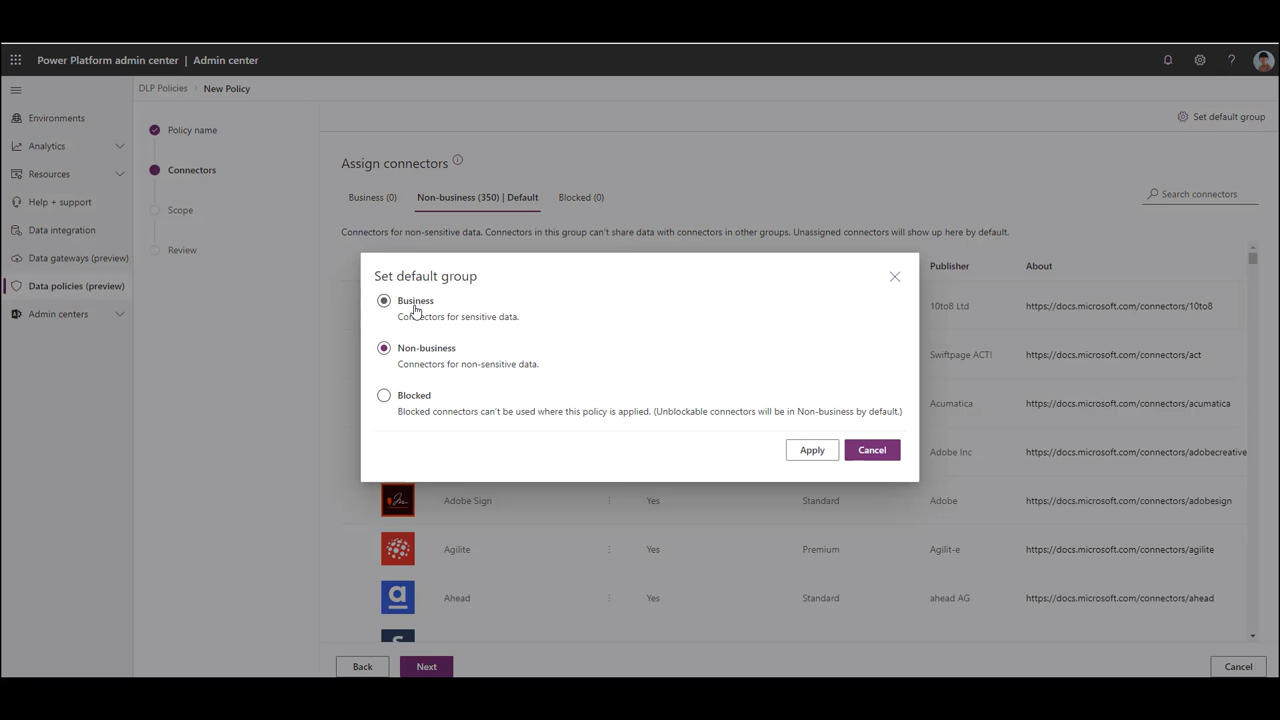 Power Platform admin center | Admin center
DLP Policies > New Policy
Environments
Analytics
Resources
Help + support
Data integration
Data gateways (preview)
Data policies (preview)
Admin centers
Policy name
Connectors
Scope
Review
Set default group
Assign connectors
Business (0)
Non-business (350) | Default
Blocked (0)
Search connectors
Connectors for non-sensitive data. Connectors in this group can't share data with connectors in other groups. Unassigned connectors will show up here by default.
Publisher
About
10to8 Ltd
https://docs.microsoft.com/connectors/10to8
Swiftpage ACT!
https://docs.microsoft.com/connectors/act
Acumatica
https://docs.microsoft.com/connectors/acumatica
Adobe Inc
https://docs.microsoft.com/connectors/adobecreative
Set default group
Business
Connectors for sensitive data.
Non-business
Connectors for non-sensitive data.
Blocked
Blocked connectors can't be used where this policy is applied. (Unblockable connectors will be in Non-business by default.)
Apply
Cancel
Adobe Sign
Yes
Standard
Adobe
https://docs.microsoft.com/connectors/adobesign
Agilite
Yes
Premium
Agilit-e
https://docs.microsoft.com/connectors/agilite
a
Ahead
Yes
Standard
ahead AG
https://docs.microsoft.com/connectors/ahead
Back
Next
Cancel